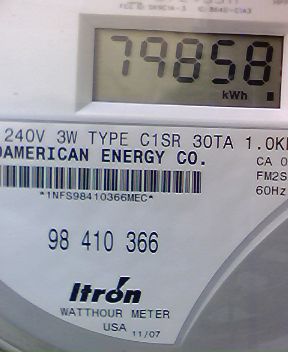 79858
kWh
240V 3W TYPE C1SR 30TA 1.0K
AMERICAN ENERGY CO.
CA 0
FM2S
60Hz
*1NFS98410366MEC*
98 410 366
Itron
WATTHOUR METER
USA 11/07